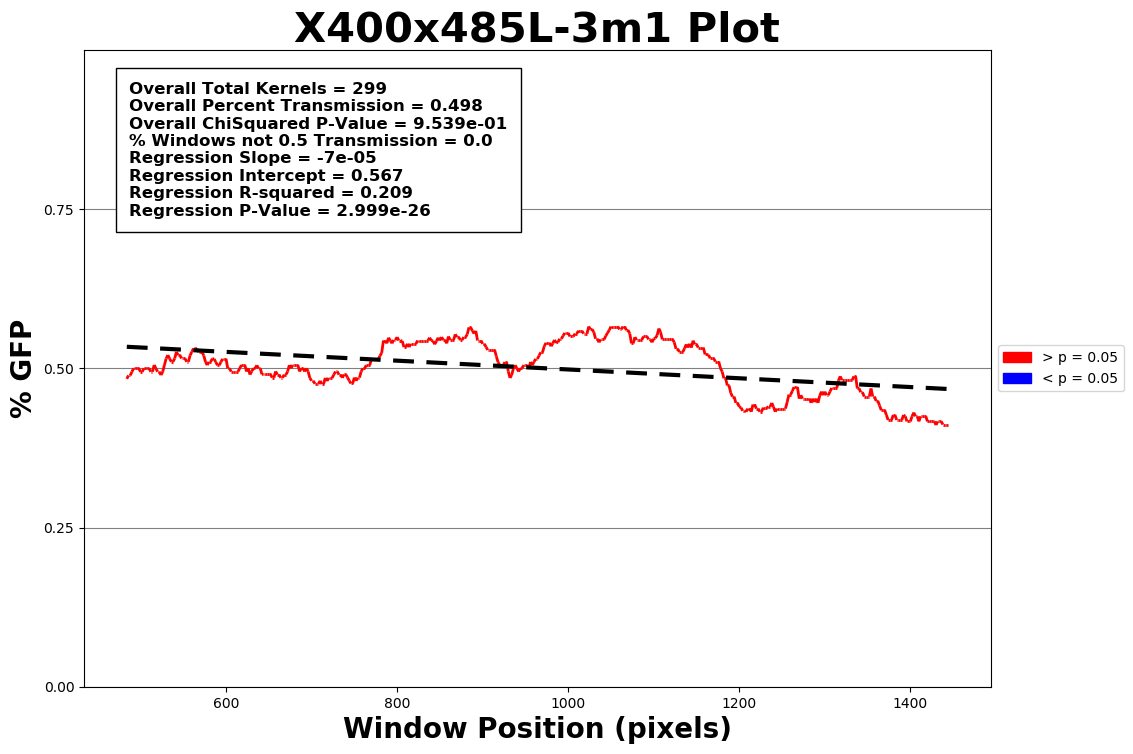 X400x485L-3m1 Plot
Overall Total Kernels = 299
Overall Percent Transmission = 0.498
Overall ChiSquared P-Value = 9.539e-01
% Windows not 0.5 Transmission = 0.0
Regression Slope = -7e-05
Regression Intercept = 0.567
Regression R-squared = 0.209
Regression P-Value = 2.999e-26
% GFP
0.75
0.50
0.25
0.00
> p = 0.05
< p = 0.05
600
800
1000
1200
1400
Window Position (pixels)